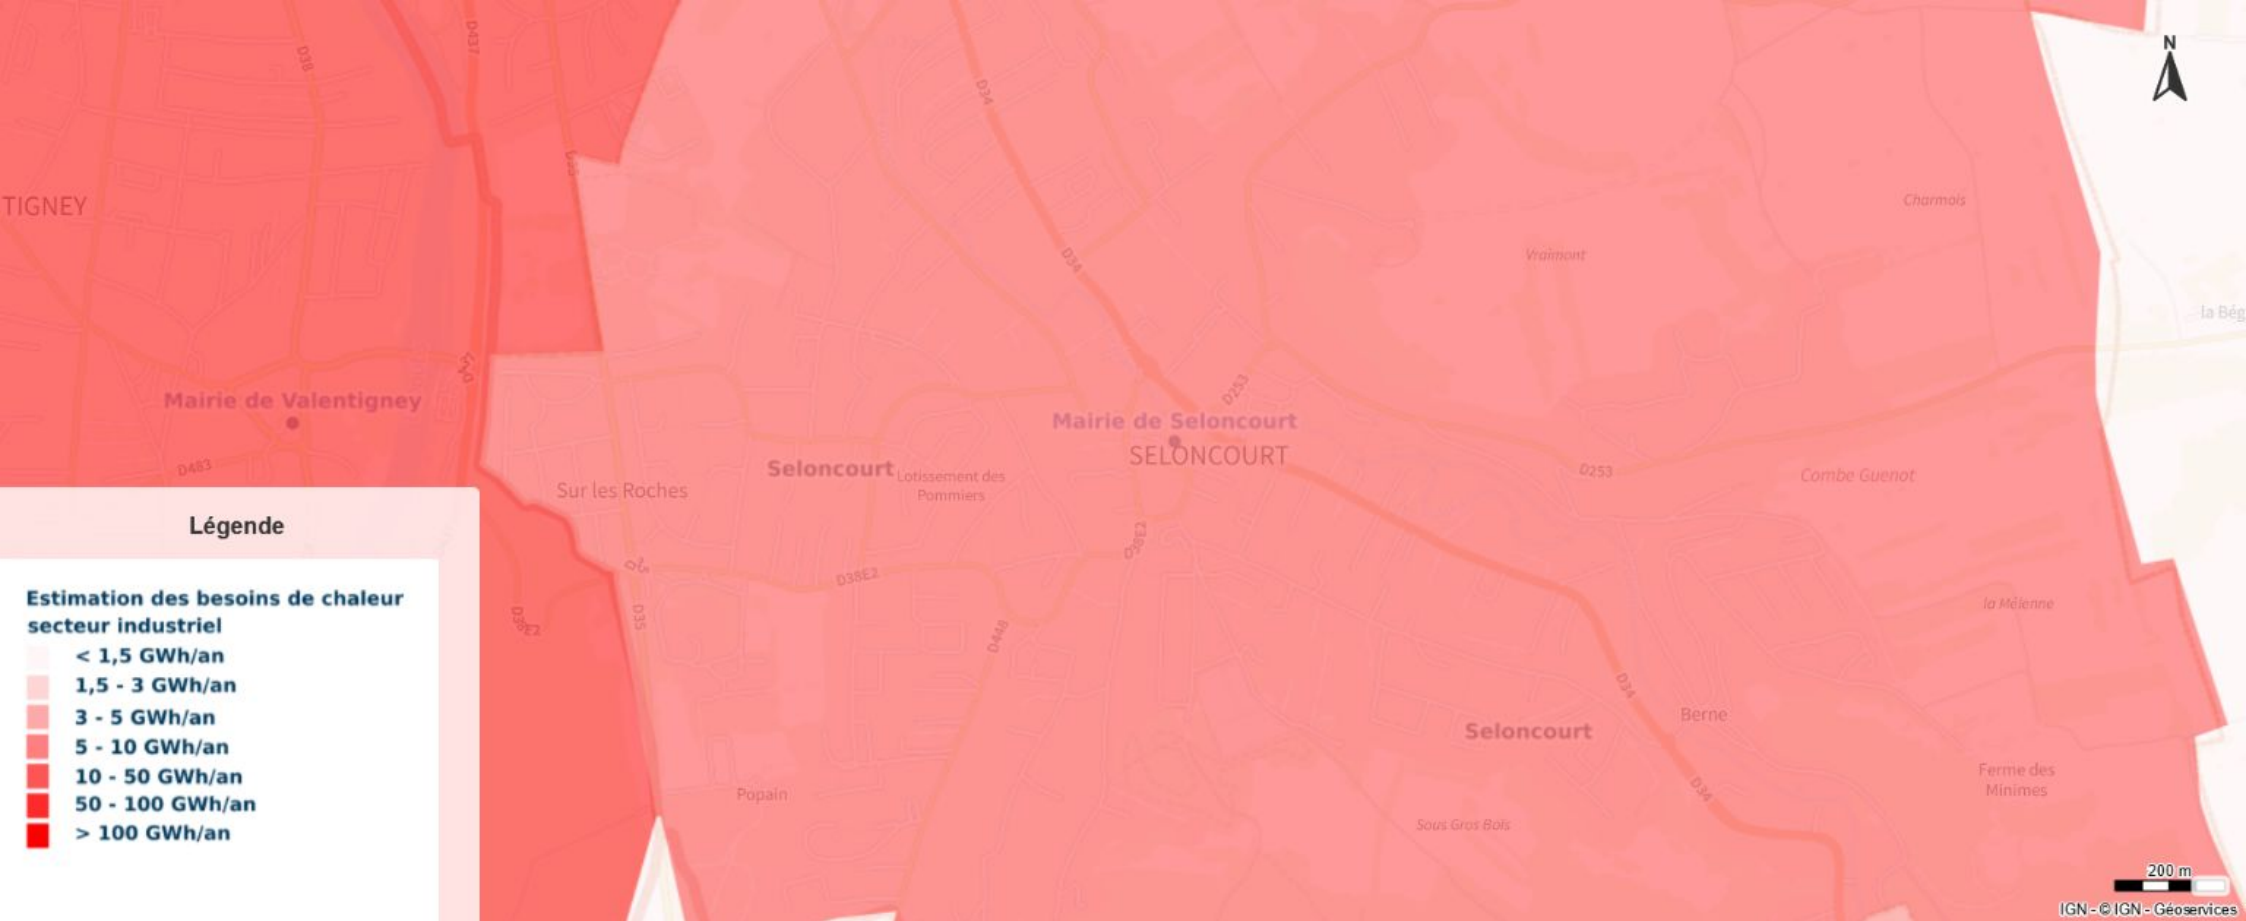 N
D38
D437
D34
D35
TIGNEY
Charmois
D34
Vraimont
la Bég
Mairie de Valentigney
D253
Mairie de Seloncourt
SELONCOURT
D483
Seloncourt
Lotissement des
Pommiers
D253
Combe Guenot
Sur les Roches
D38E2
D38E2
D35
D38E2
D448
la Mélenne
D34
Berne
Seloncourt
Ferme des
Minimes
D34
Popain
Sous Gros Bois
Légende
Estimation des besoins de chaleur
secteur industriel
< 1,5 GWh/an
1,5 - 3 GWh/an
3 - 5 GWh/an
5 - 10 GWh/an
10 - 50 GWh/an
50 - 100 GWh/an
> 100 GWh/an
200 m
IGN - © IGN - Géoservices